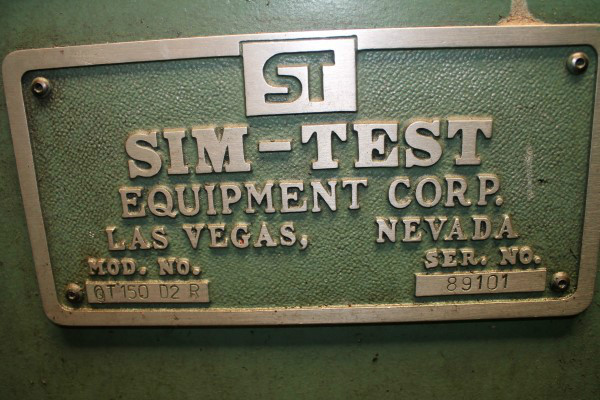 ST
SIM-TEST
EQUIPMENT CORP.
LAS VEGAS, NEVADA
MOD. NO. SER. NO.
QT150 D2 R 89101